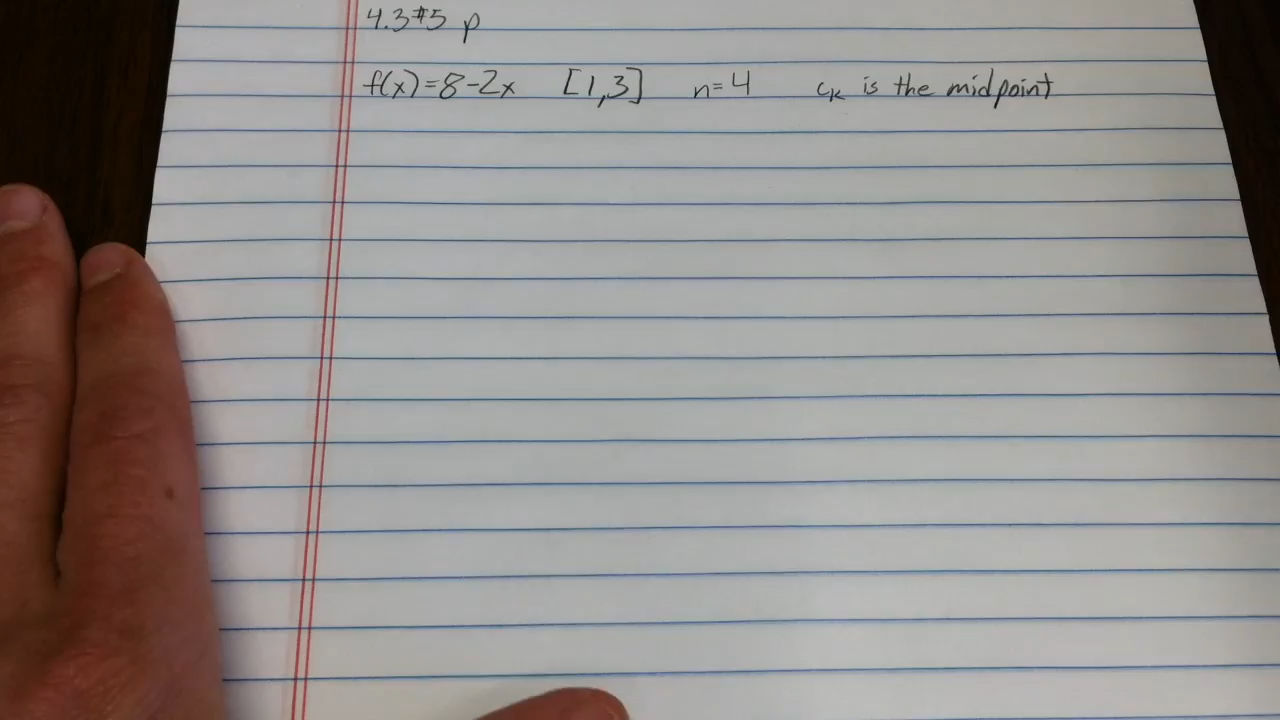 4.3#5 p
f(x)=8-2x [1,3] n=4 cₖ is the midpoint